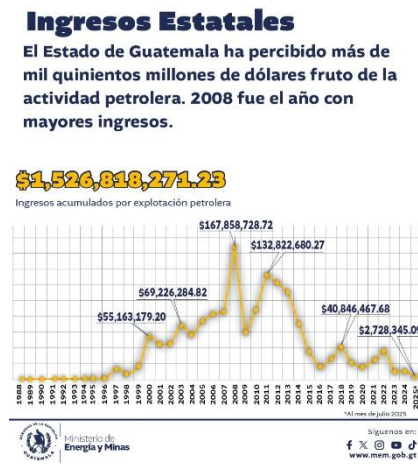 Ingresos Estatales
El Estado de Guatemala ha percibido más de
mil quinientos millones de dólares fruto de la
actividad petrolera. 2008 fue el año con
mayores ingresos.
$1,526,818,271.23
Ingresos acumulados por explotación petrolera
$167,858,728.72
$132,822,680.27
$69,226,284.82
$55,163,179.20
$40,846,467.68
$2,728,345.09
1988 1989 1990 1991 1992 1993 1994 1995 1996 1997 1998 1999 2000 2001 2002 2003 2004 2005 2006 2007 2008 2009 2010 2011 2012 2013 2014 2015 2016 2017 2018 2019 2020 2021 2022 2023 2024 2025*
*Al mes de julio 2025
GUATEMALA
Ministerio de
Energía y Minas
Síguenos en:
www.mem.gob.gt